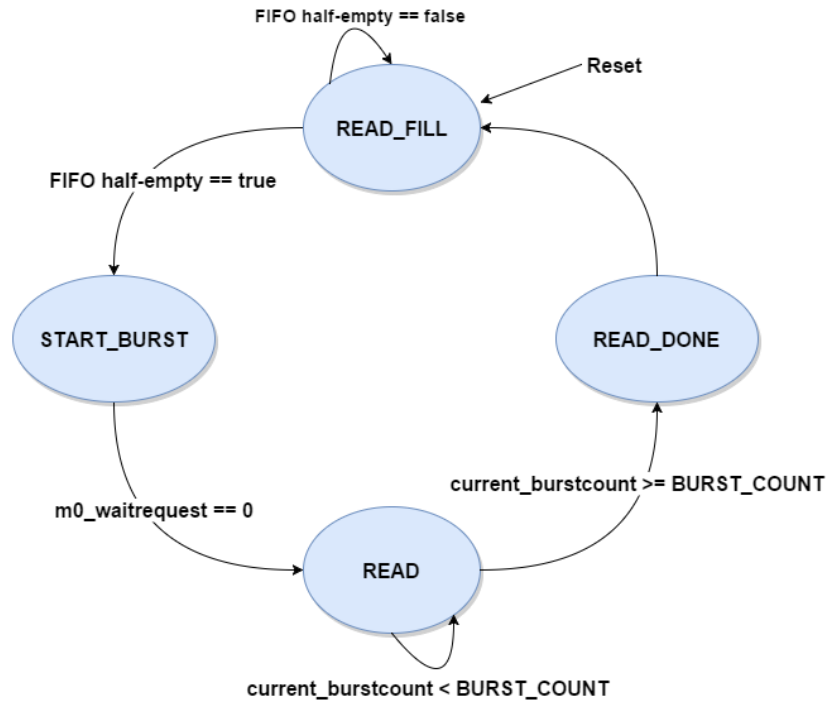 FIFO half-empty == false
Reset
READ_FILL
FIFO half-empty == true
START_BURST
READ_DONE
current_burstcount >= BURST_COUNT
m0_waitrequest == 0
READ
current_burstcount < BURST_COUNT